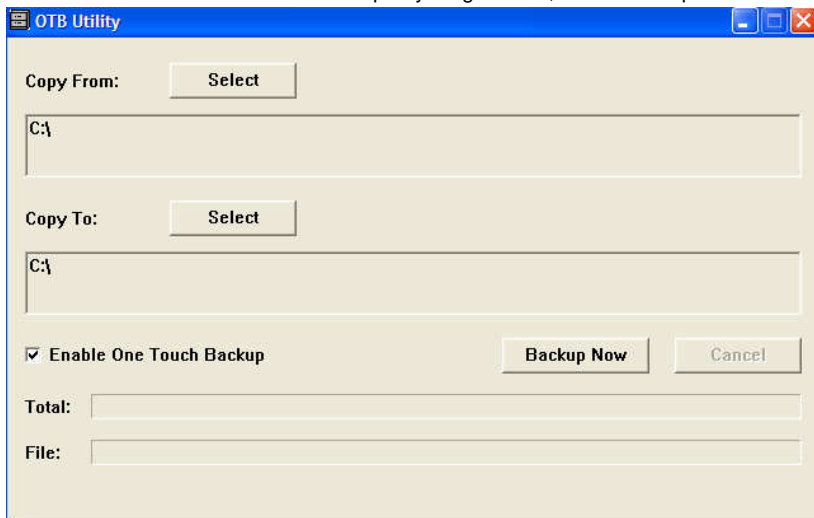 OTB Utility
Copy From: Select
C:\
Copy To: Select
C:\
Enable One Touch Backup Backup Now Cancel
Total:
File: